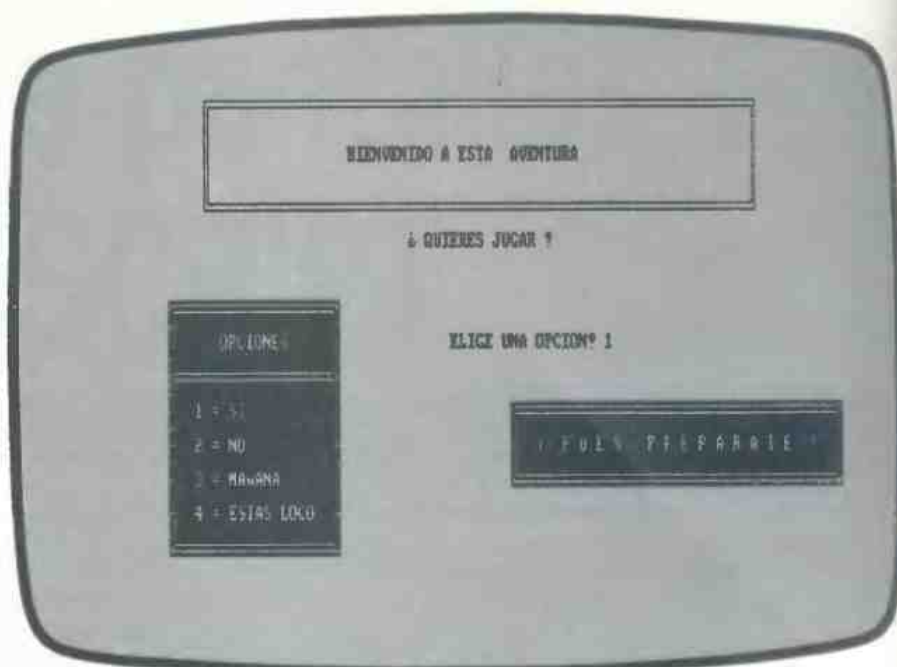 BIENVENIDO A ESTA AVENTURA
¿ QUIERES JUGAR ?
OPCIONES
ELIGE UNA OPCION? 1
1 = SI
2 = NO
3 = MAÑANA
4 = ESTAS LOCO
¡ PUES PREPARATE !